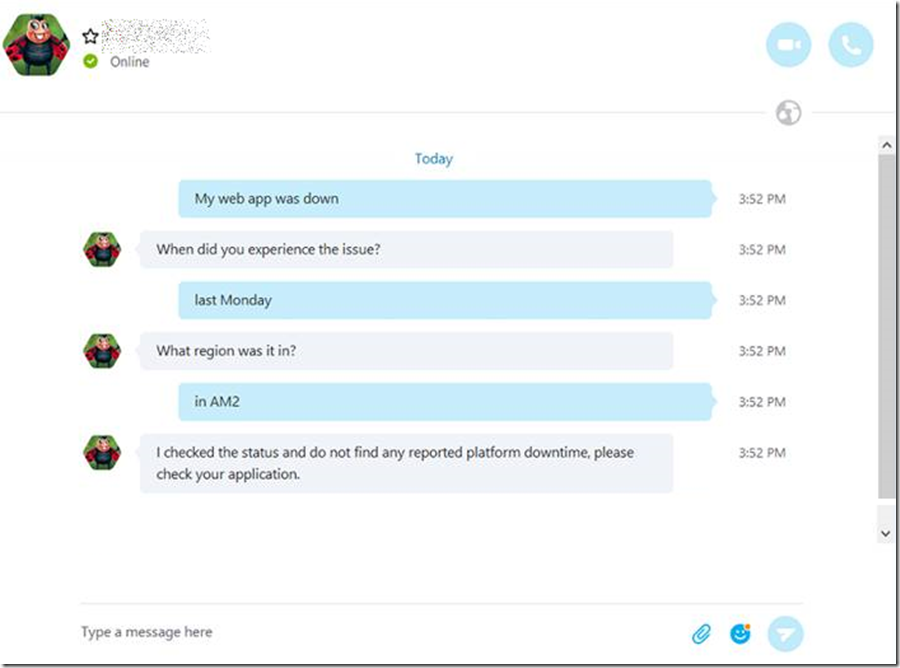 Online
Today
My web app was down
3:52 PM
When did you experience the issue?
3:52 PM
last Monday
3:52 PM
What region was it in?
3:52 PM
in AM2
3:52 PM
I checked the status and do not find any reported platform downtime, please
check your application.
3:52 PM
Type a message here